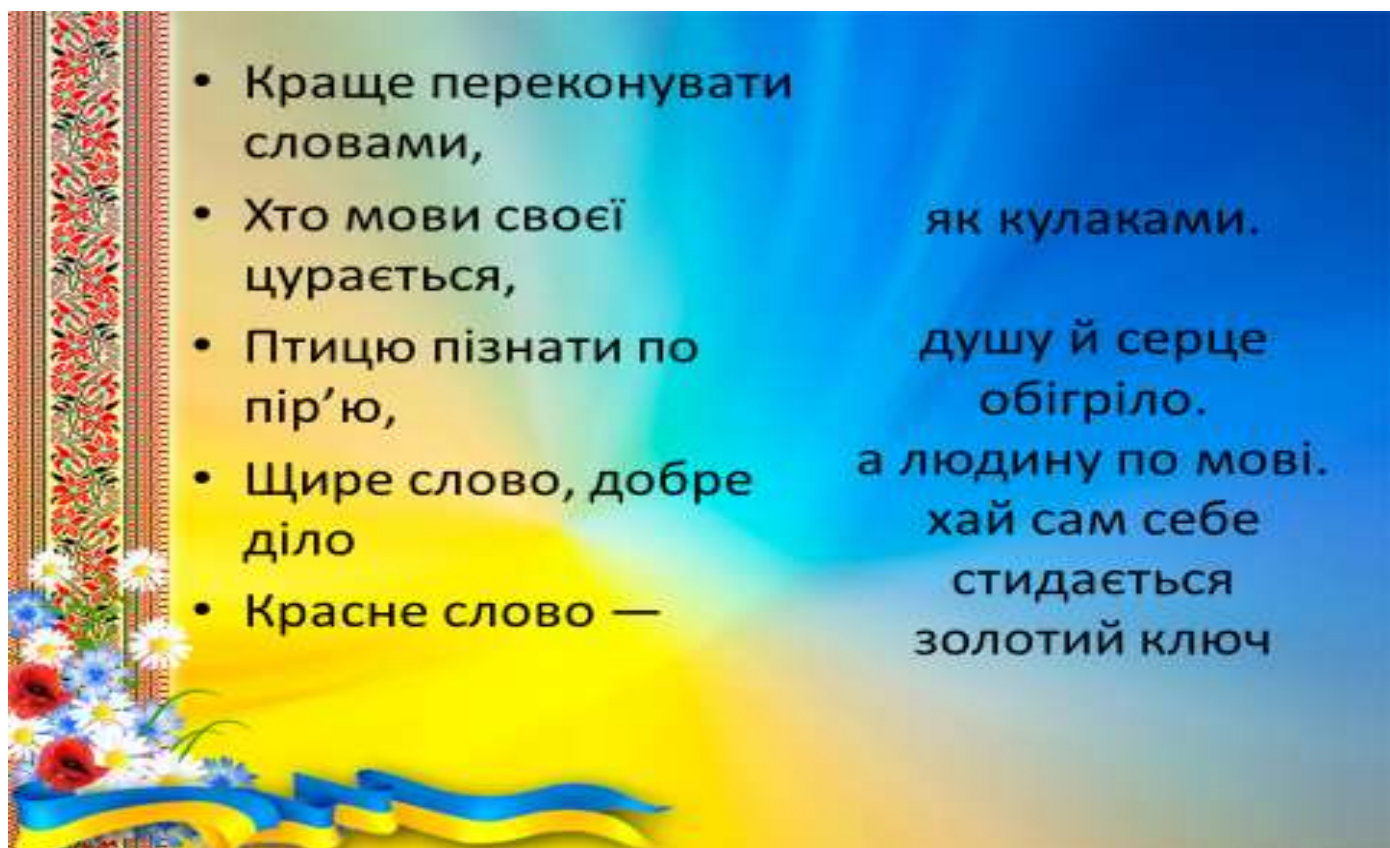 • Краще переконувати
словами,
• Хто мови своєї
цурається,
• Птицю пізнати по
пір’ю,
• Щире слово, добре
діло
• Красне слово —
як кулаками.
душу й серце
обігріло.
а людину по мові.
хай сам себе
стидається
золотий ключ